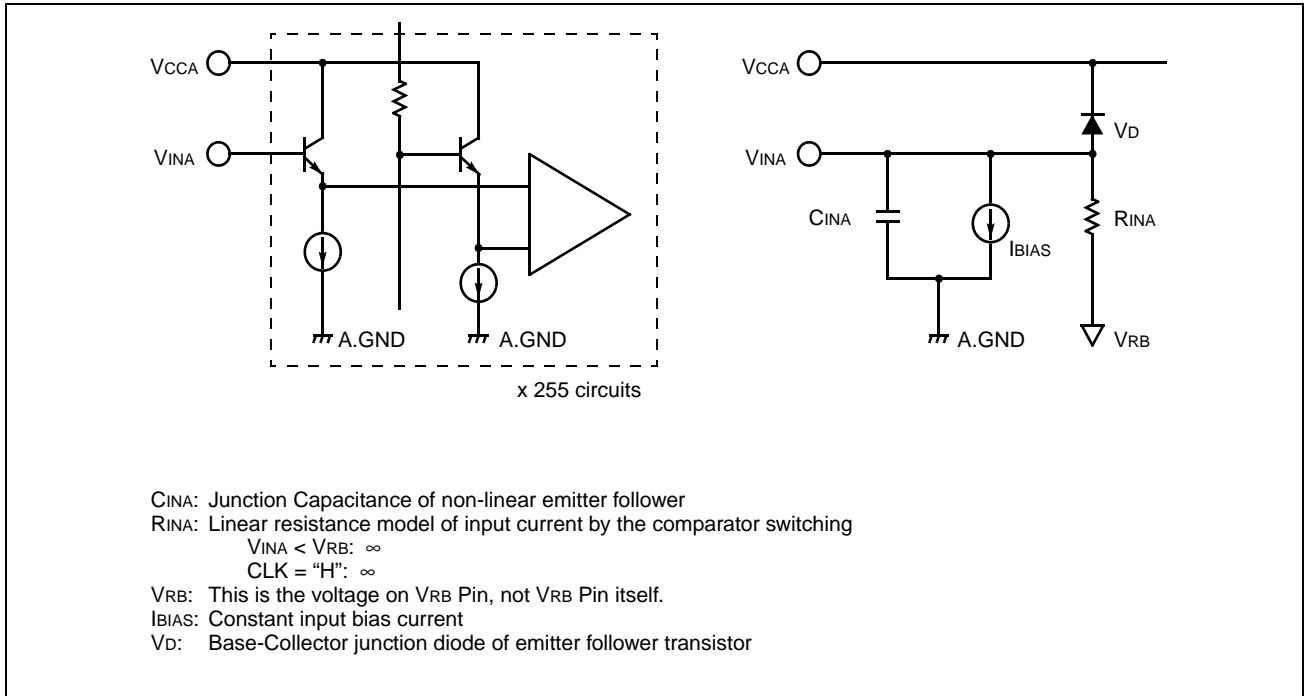 VCCA
VINA
A.GND A.GND
x 255 circuits
VCCA
VD
VINA
CINA
IBIAS
RINA
A.GND
VRB
CINA: Junction Capacitance of non-linear emitter follower
RINA: Linear resistance model of input current by the comparator switching
VINA < VRB: ∞
CLK = “H”: ∞
VRB: This is the voltage on VRB Pin, not VRB Pin itself.
IBIAS: Constant input bias current
VD: Base-Collector junction diode of emitter follower transistor